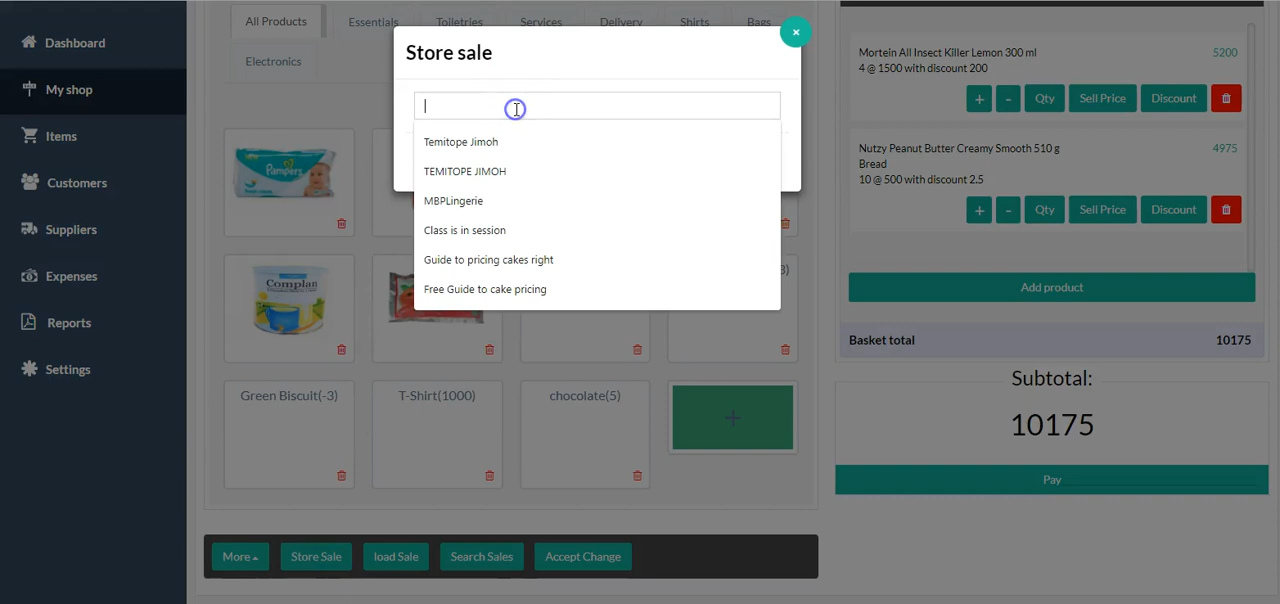 Dashboard
My shop
Items
Customers
Suppliers
Expenses
Reports
Settings
All Products
Essentials
Toiletries
Services
Delivery
Shirts
Bags
Electronics
Store sale
×
Temitope Jimoh
TEMITOPE JIMOH
MBPLingerie
Class is in session
Guide to pricing cakes right
Free Guide to cake pricing
Pampers
Complan
Green Biscuit(-3)
T-Shirt(1000)
chocolate(5)
+
More
Store Sale
load Sale
Search Sales
Accept Change
Mortein All Insect Killer Lemon 300 ml
5200
4 @ 1500 with discount 200
+
-
Qty
Sell Price
Discount
Nutzy Peanut Butter Creamy Smooth 510 g
4975
Bread
10 @ 500 with discount 2.5
+
-
Qty
Sell Price
Discount
Add product
Basket total
10175
Subtotal:
10175
Pay